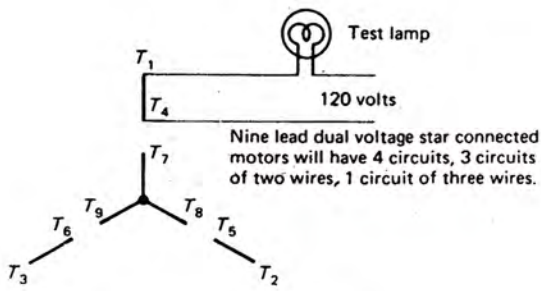 Test lamp
T1
120 volts
T4
Nine lead dual voltage star connected
motors will have 4 circuits, 3 circuits
of two wires, 1 circuit of three wires.
T7
T9 T8
T6 T5
T3 T2